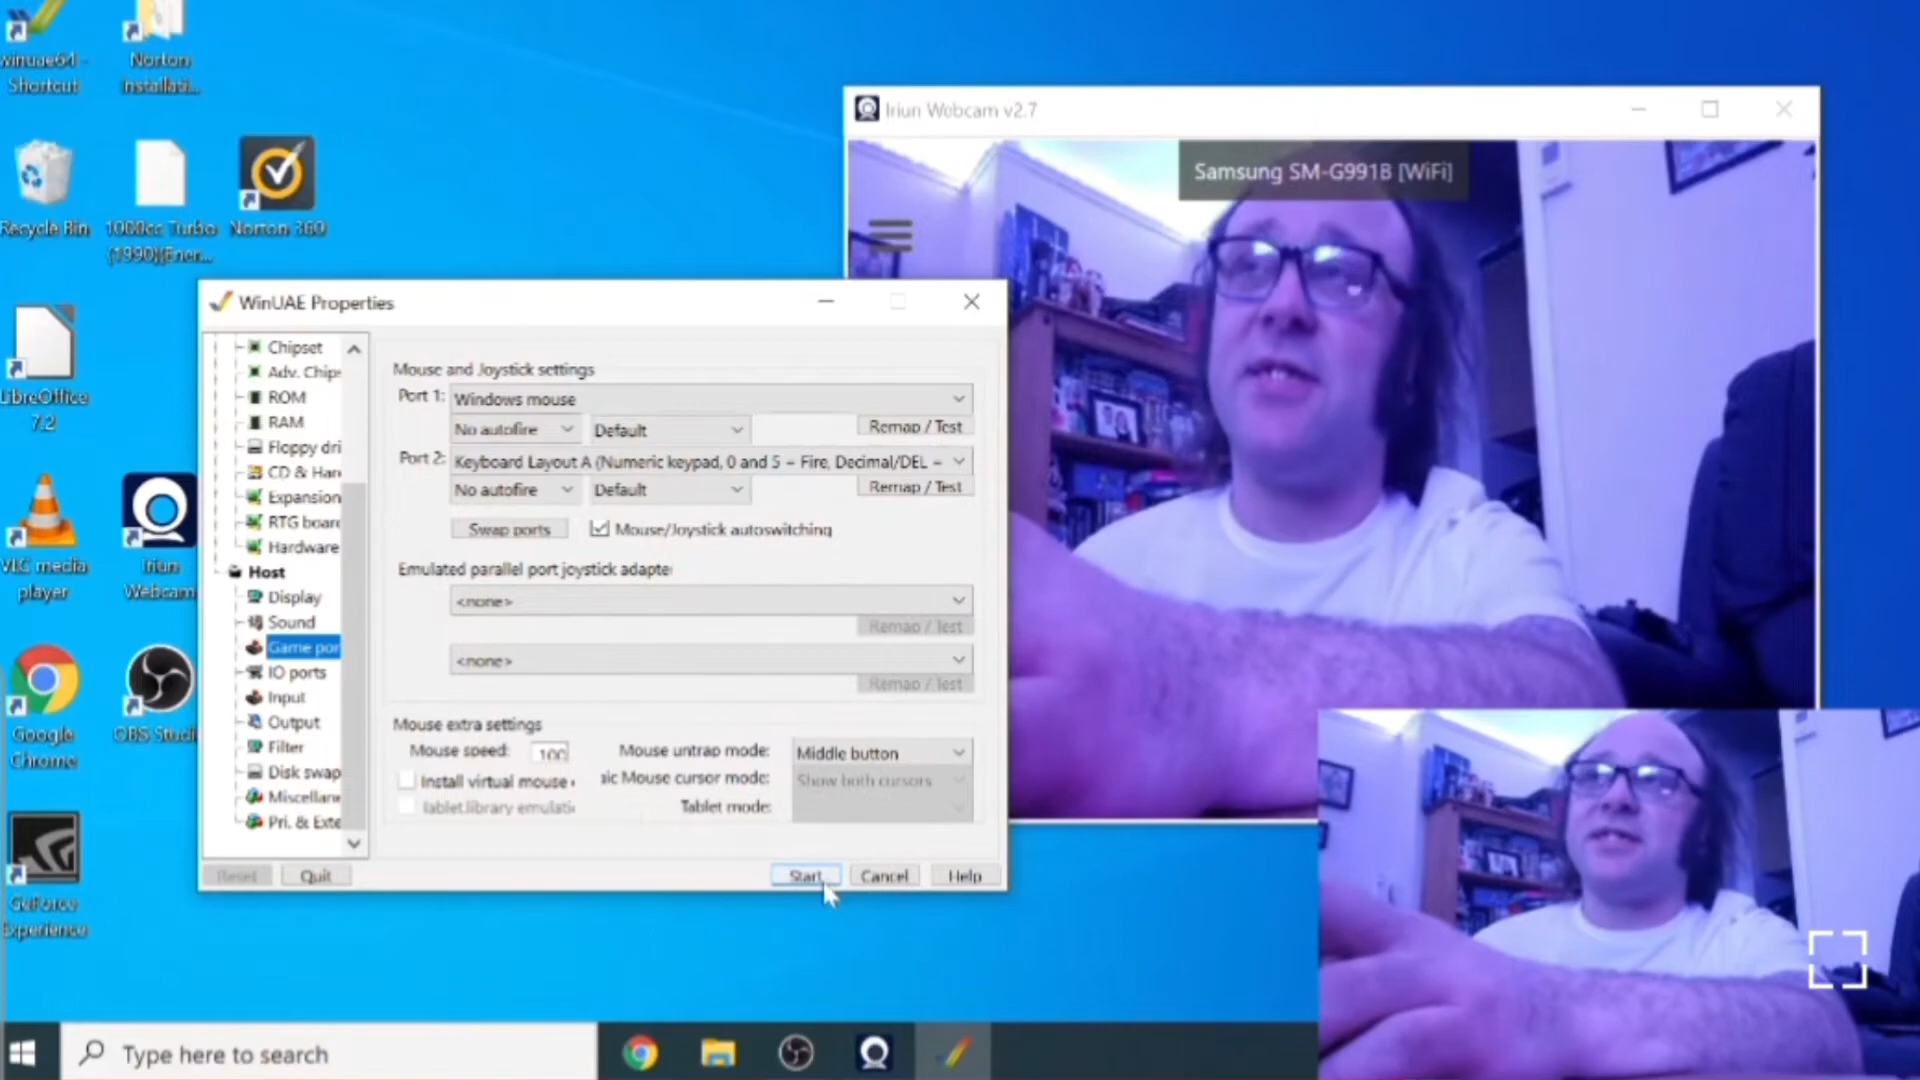 winuae64 -
Shortcut
Norton
Installati...
Recycle Bin
1000cc Turbo
(1990)(Ener...
Norton 360
LibreOffice
7.2
VLC media
player
Iriun
Webcam
Google
Chrome
OBS Studi
GeForce
Experience
Iriun Webcam v2.7
Samsung SM-G991B [WiFi]
WinUAE Properties
Chipset
Adv. Chips
ROM
RAM
Floppy dri
CD & Har
Expansion
RTG board
Hardware
Host
Display
Sound
Game por
IO ports
Input
Output
Filter
Disk swap
Miscellane
Pri. & Exte
Mouse and Joystick settings
Port 1: Windows mouse
No autofire Default Remap / Test
Port 2: Keyboard Layout A (Numeric keypad, 0 and 5 = Fire, Decimal/DEL =
No autofire Default Remap / Test
Swap ports Mouse/Joystick autoswitching
Emulated parallel port joystick adapte
<none>
Remap / Test
<none>
Remap / Test
Mouse extra settings
Mouse speed: 100 Mouse untrap mode: Middle button
Install virtual mouse ic Mouse cursor mode: Show both cursors
Tablet.library emulati Tablet mode:
Reset Quit Start Cancel Help
Type here to search